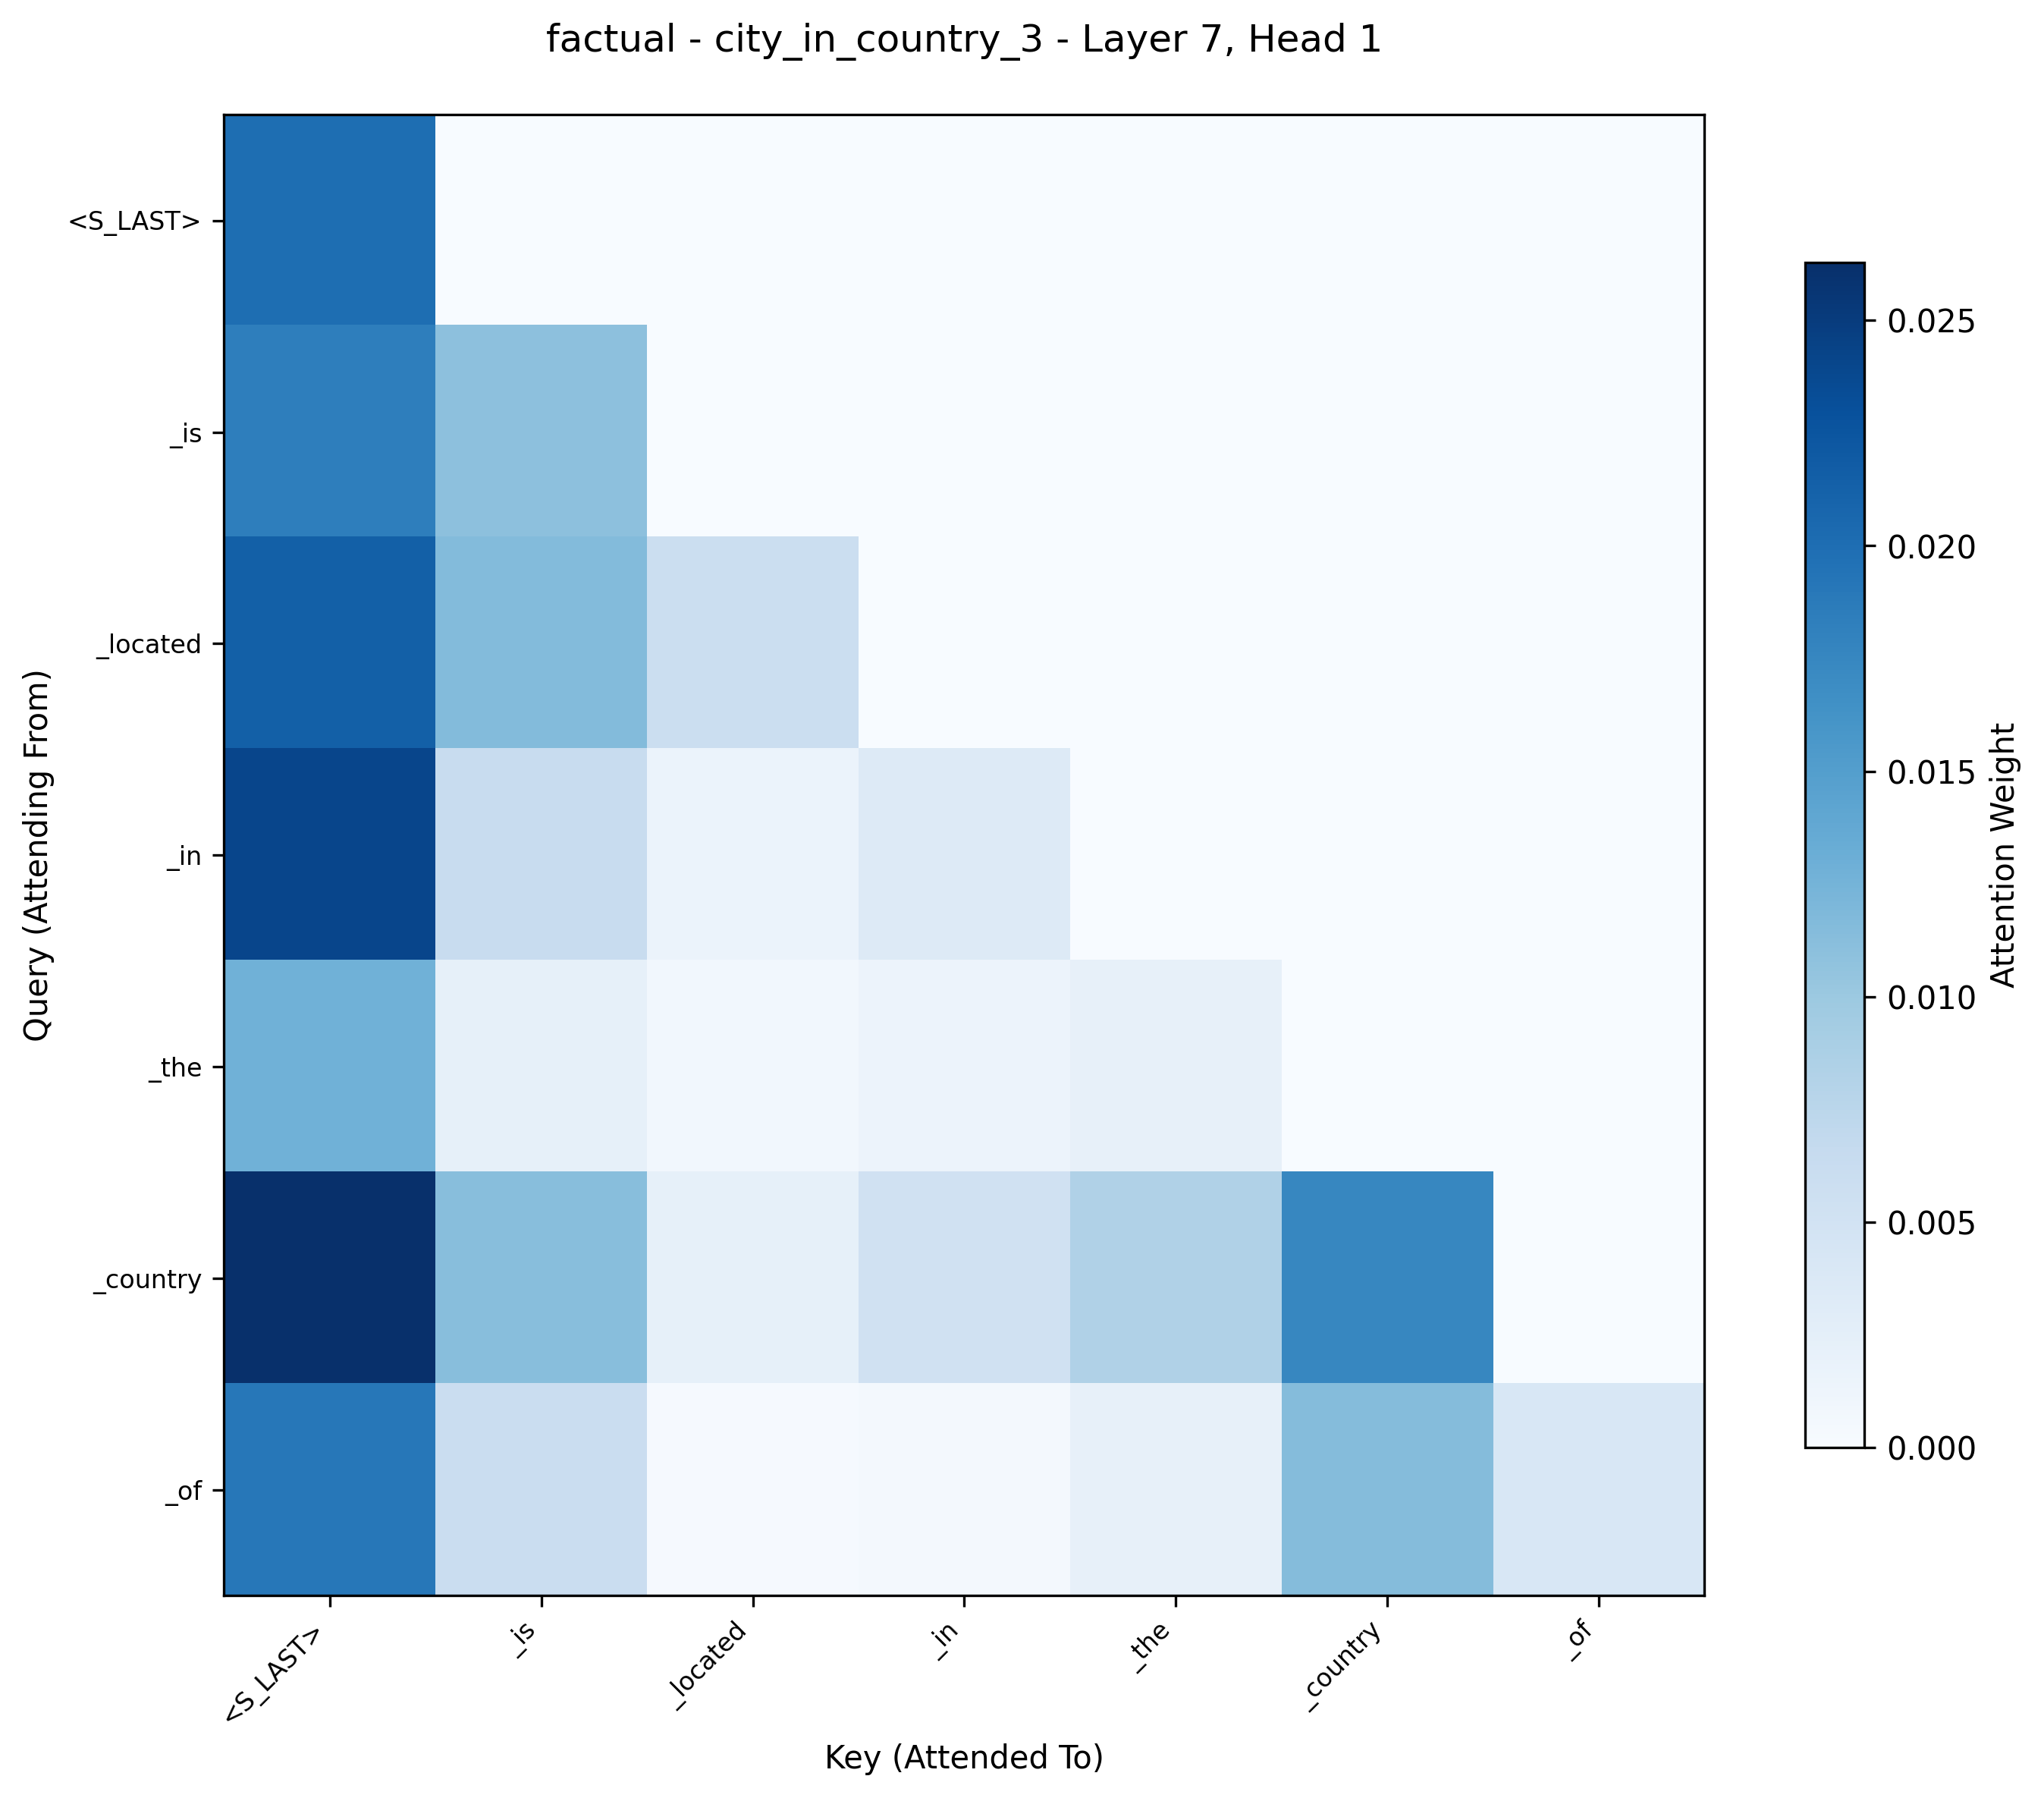 factual - city_in_country_3 - Layer 7, Head 1
Query (Attending From)
<S_LAST>
_is
_located
_in
_the
_country
_of
<S_LAST>
_is
_located
_in
_the
_country
_of
Key (Attended To)
0.025
0.020
0.015
0.010
0.005
0.000
Attention Weight